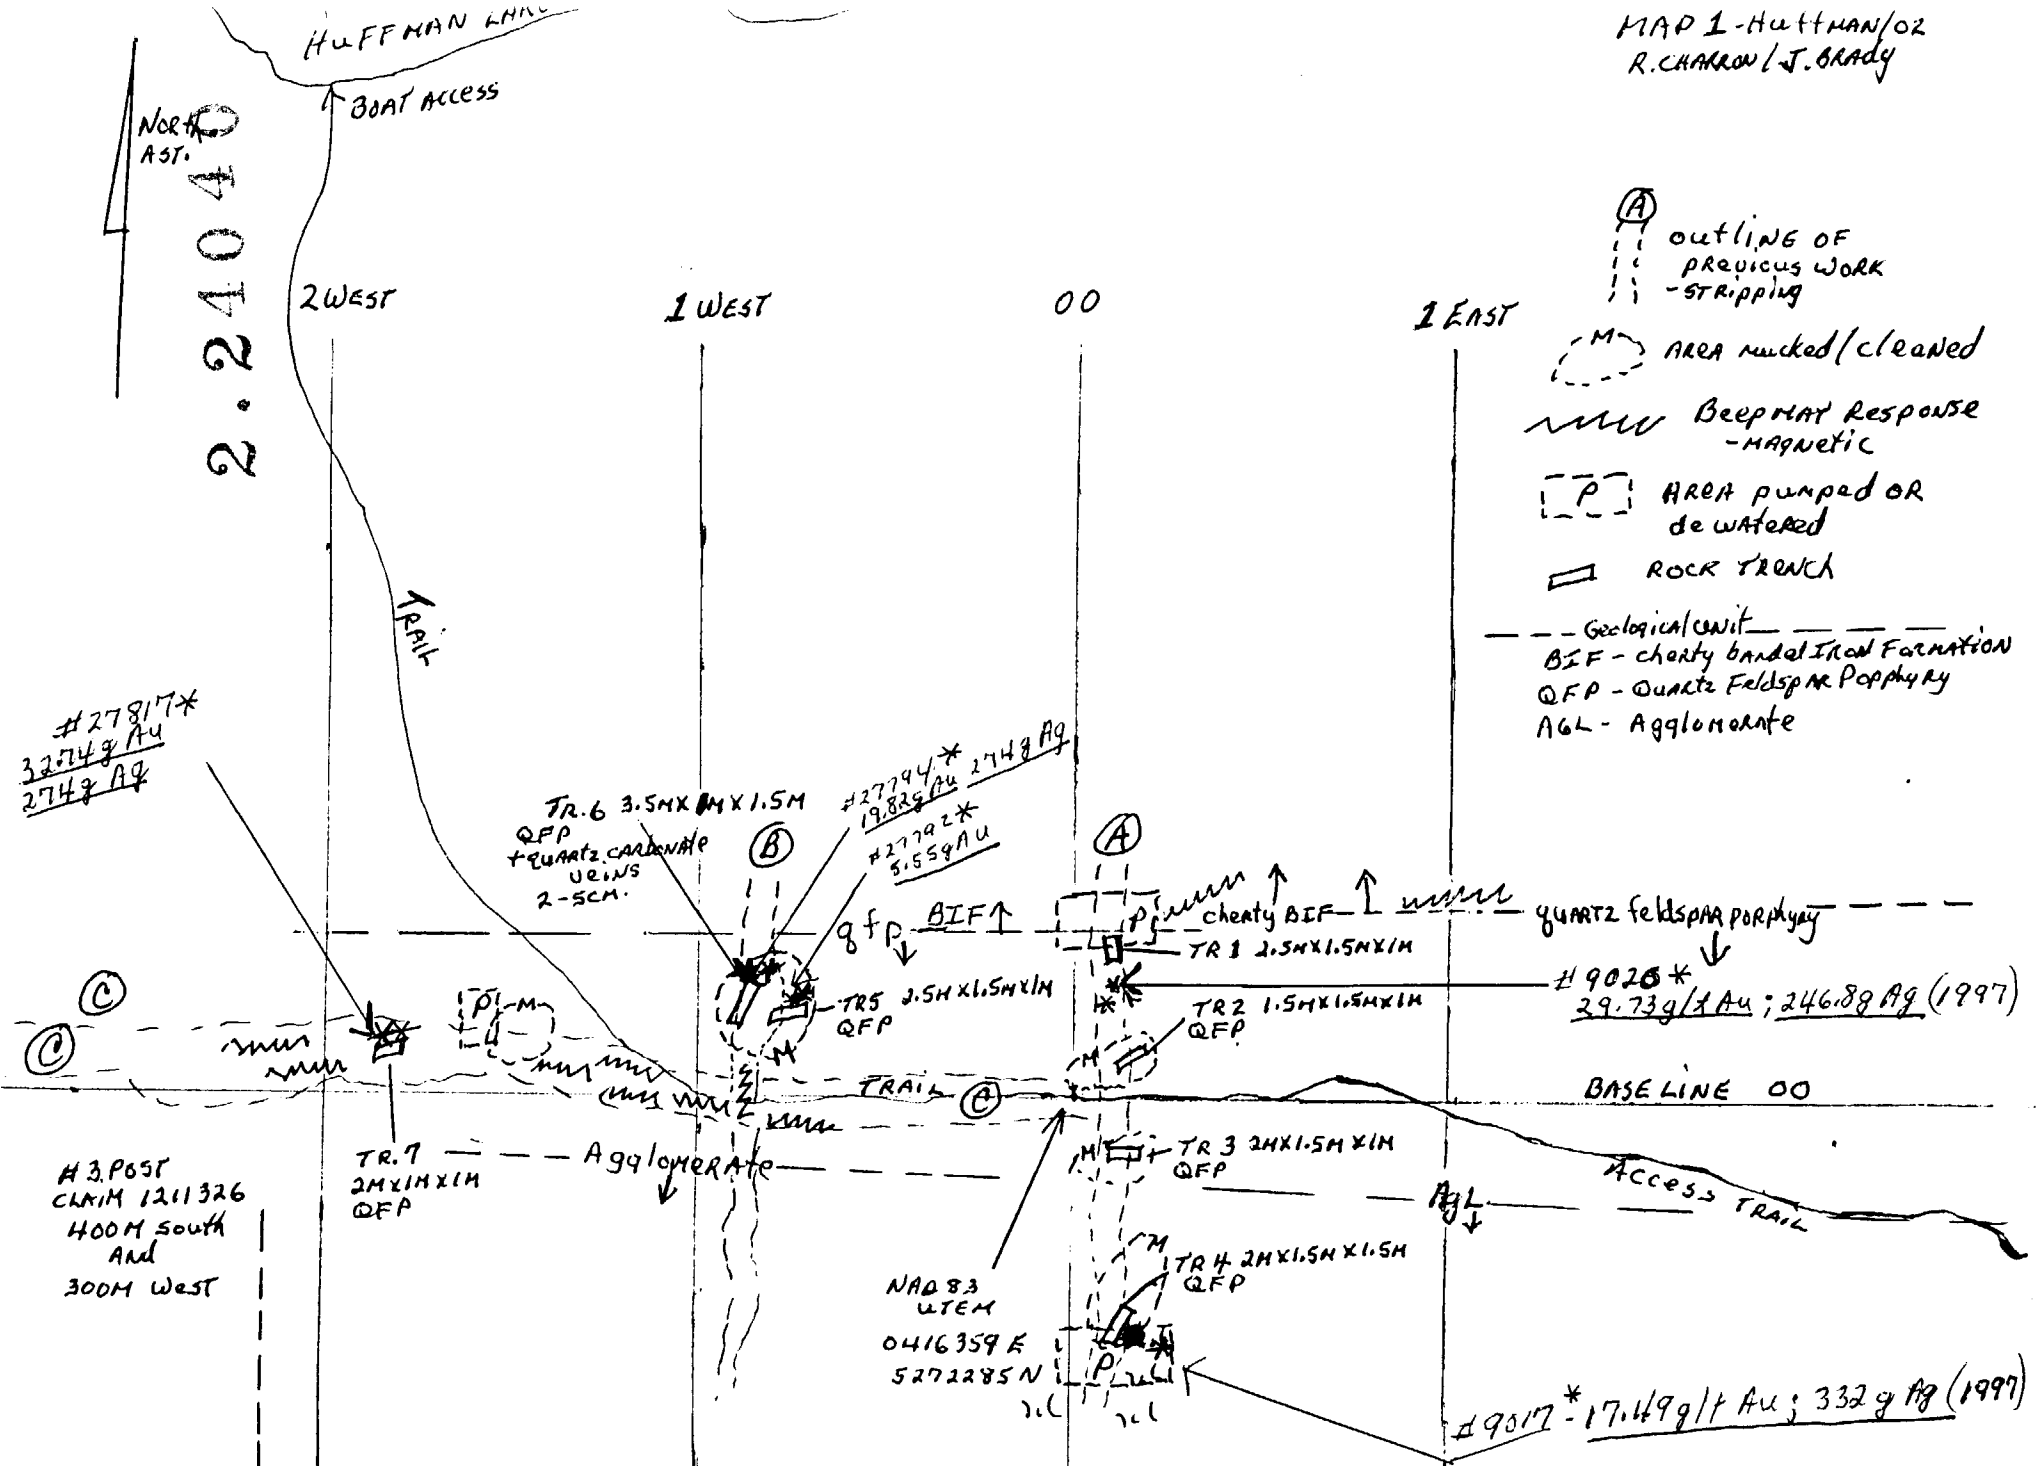 HUFFMAN LAKE
MAP 1-HUFFMAN/02
R.CHARRON/J.BRADY
BOAT ACCESS
NORTH
AST.
2.24040
A
outliNG OF
previous WORK
-STRippiNg
M AREA mucked/cleaned
BeepMAT Response
-MAgNetic
P AREA pumped OR
de watered
ROCK TRENCH
Geological unit
BIF - cherty banded Iron Formation
QFP - Quartz Feldspar Popphyry
AGL - Agglomerate
2 WEST
1 WEST
00
1 EAST
TRAIL
#27817*
32.74g Au
274g Ag
TR.6 3.5M X 1M X 1.5M
QFP
+quartz.carbonate
veins
2-5CM.
#27794*
19.82g Au 274g Ag
#27792*
5.55g Au
B
A
qfp BIF
P
cherty BIF
quartz feldspar porphyry
TR 1 2.5M X 1.5M X 1M
#9020*
29.73g/t Au ; 246.8g Ag (1997)
TR5 2.5M X 1.5M X 1M
QFP
TR2 1.5M X 1.5M X 1M
QFP
C
C
P M
M
M
TRAIL C
BASE LINE 00
TR.7
2M X 1M X 1M
QFP
Agglomerate
M TR 3 2M X 1.5M X 1M
QFP
AgL
Access TRAIL
#3 POST
CLAIM 1211326
400M South
And
300M West
NAD 83
UTEM
0416359 E
5272285 N
M
TR 4 2M X 1.5M X 1.5M
QFP
P
#9017*-17.49g/t Au; 332g Ag (1997)